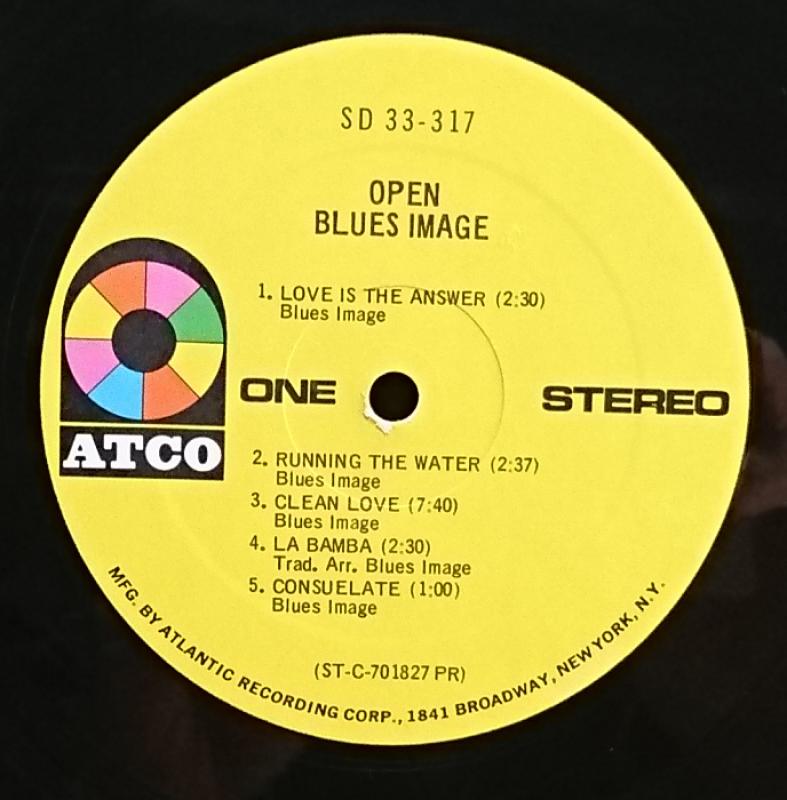 SD 33-317
OPEN
BLUES IMAGE
1. LOVE IS THE ANSWER (2:30)
Blues Image
ONE
STEREO
ATCO
2. RUNNING THE WATER (2:37)
Blues Image
3. CLEAN LOVE (7:40)
Blues Image
4. LA BAMBA (2:30)
Trad. Arr. Blues Image
5. CONSUELATE (1:00)
Blues Image
(ST-C-701827 PR)
MFG. BY ATLANTIC RECORDING CORP., 1841 BROADWAY, NEW YORK, N.Y.